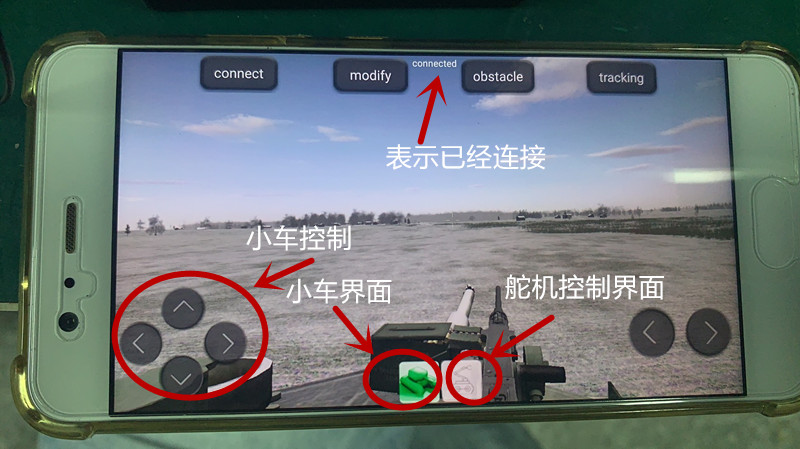 connect
modify
connected
obstacle
tracking
表示已经连接
小车控制
小车界面
舵机控制界面